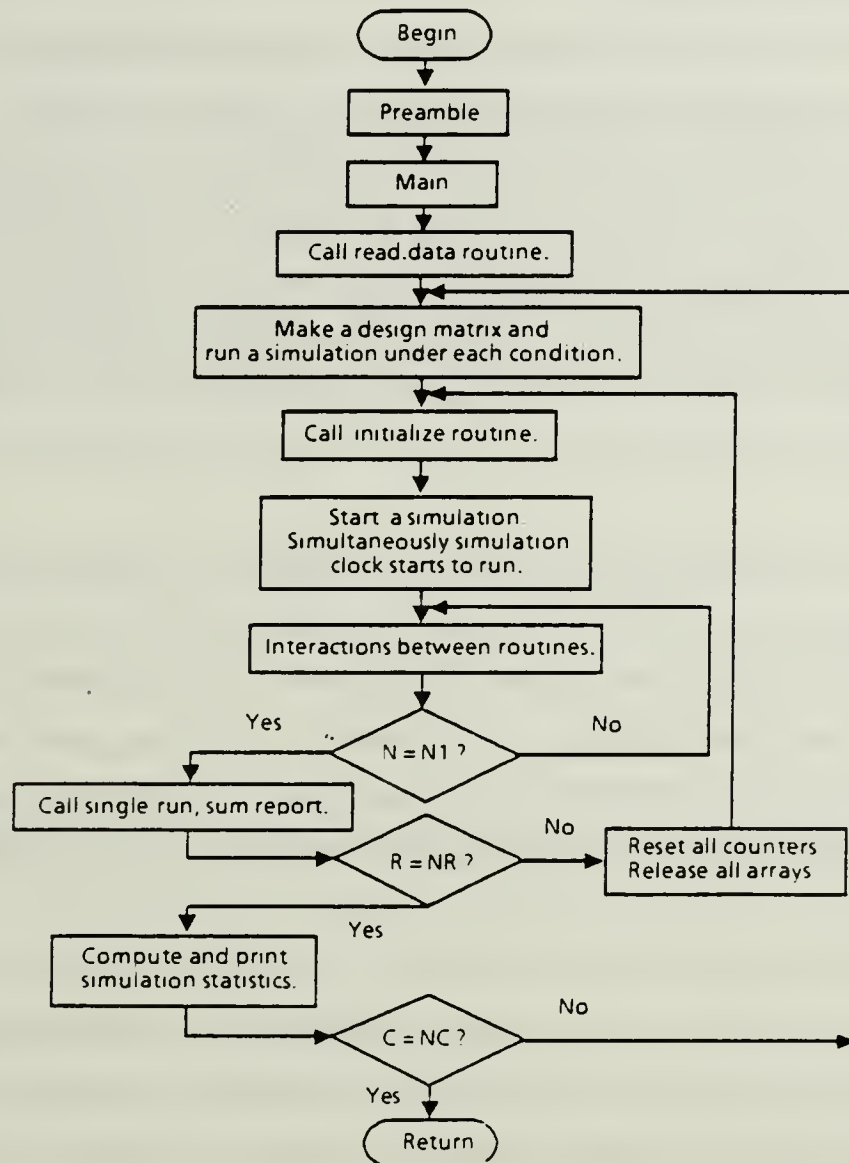 Begin
Preamble
Main
Call read.data routine.
Make a design matrix and
run a simulation under each condition.
Call initialize routine.
Start a simulation.
Simultaneously simulation
clock starts to run.
Interactions between routines.
Yes
N = N1 ?
No
Call single run, sum report.
R = NR ?
No
Reset all counters
Release all arrays
Yes
Compute and print
simulation statistics.
C = NC ?
No
Yes
Return